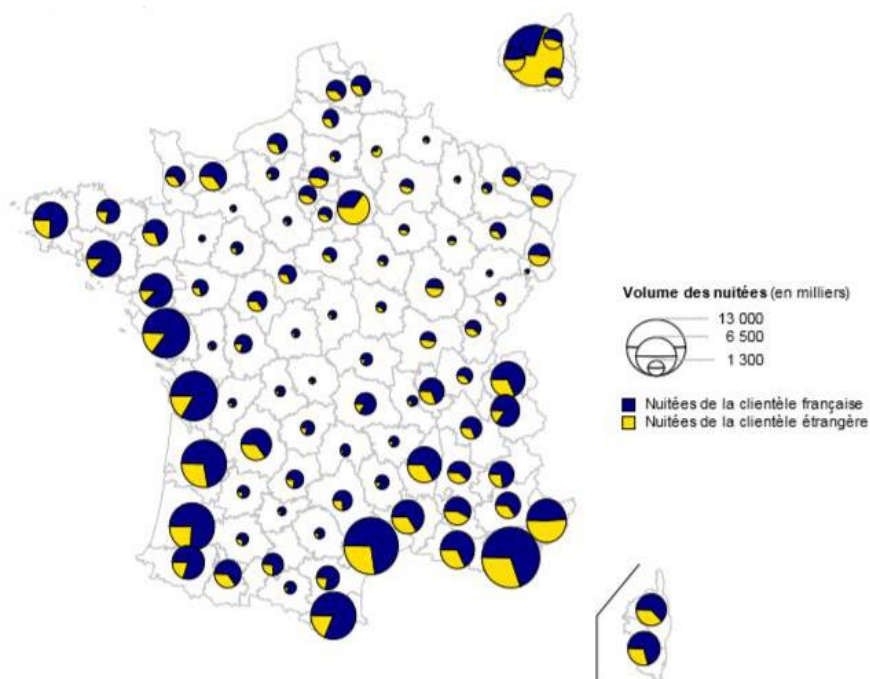 Volume des nuitées (en milliers)
13 000
6 500
1 300
Nuitées de la clientèle française
Nuitées de la clientèle étrangère